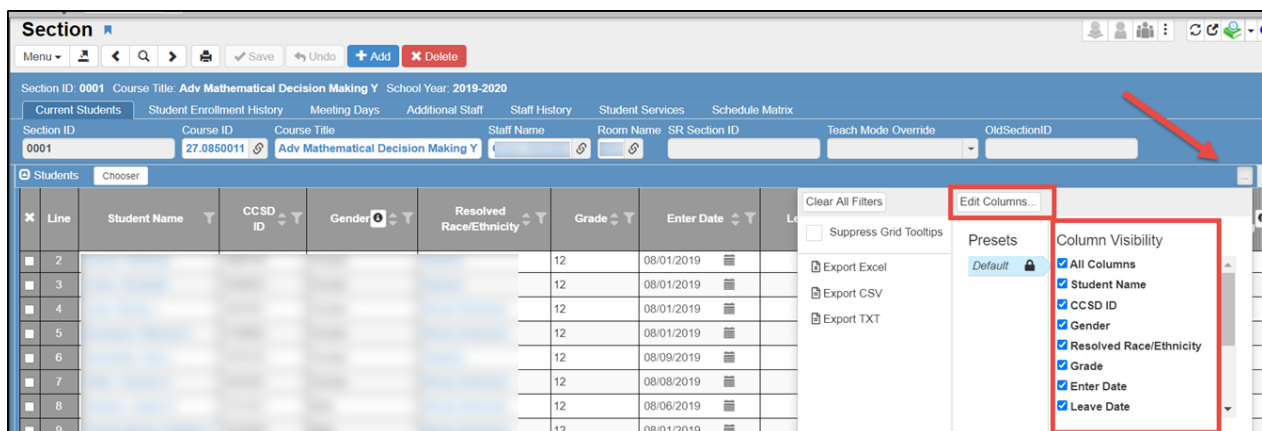 Section
Menu Save Undo Add Delete
Section ID: 0001 Course Title: Adv Mathematical Decision Making Y School Year: 2019-2020
Current Students Student Enrollment History Meeting Days Additional Staff Staff History Student Services Schedule Matrix
Section ID Course ID Course Title Staff Name Room Name SR Section ID Teach Mode Override OldSectionID
0001 27.0850011 Adv Mathematical Decision Making Y
Students Chooser ...
Line Student Name CCSD ID Gender Resolved Race/Ethnicity Grade Enter Date
Clear All Filters Edit Columns...
Suppress Grid Tooltips
Export Excel
Export CSV
Export TXT
Presets
Default
Column Visibility
All Columns
Student Name
CCSD ID
Gender
Resolved Race/Ethnicity
Grade
Enter Date
Leave Date
2 12 08/01/2019
3 12 08/01/2019
4 12 08/01/2019
5 12 08/01/2019
6 12 08/09/2019
7 12 08/08/2019
8 12 08/06/2019
9 12 08/01/2019